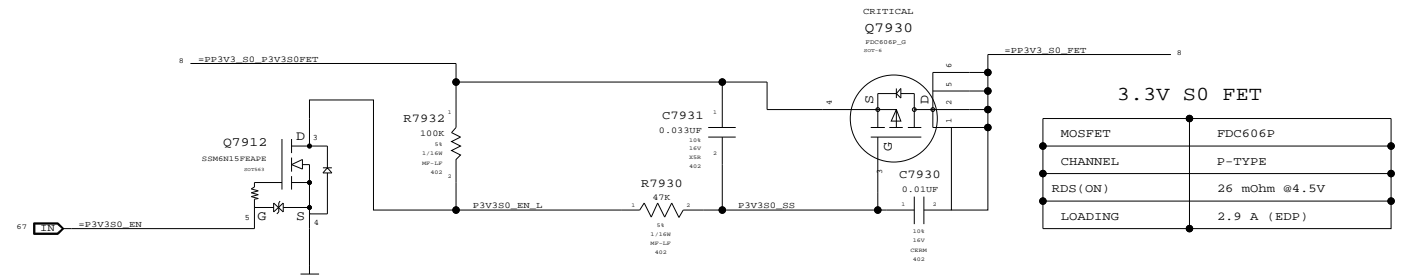 CRITICAL
Q7930
FDC606P_G
SOT-6
8 =PP3V3_S0_P3V3S0FET
=PP3V3_S0_FET 8
6
5
2
1
4
S
D
G
3
3.3V S0 FET
MOSFET FDC606P
CHANNEL P-TYPE
RDS(ON) 26 mOhm @4.5V
LOADING 2.9 A (EDP)
Q7912
SSM6N15FEAPE
SOT563
D 3
5 G S 4
67 IN =P3V3S0_EN
R7932
100K
5%
1/16W
MF-LF
402
1
2
C7931
0.033UF
10%
16V
X5R
402
1
2
P3V3S0_EN_L
R7930
47K
1 2
5%
1/16W
MF-LF
402
P3V3S0_SS
C7930
0.01UF
1 2
10%
16V
CERM
402